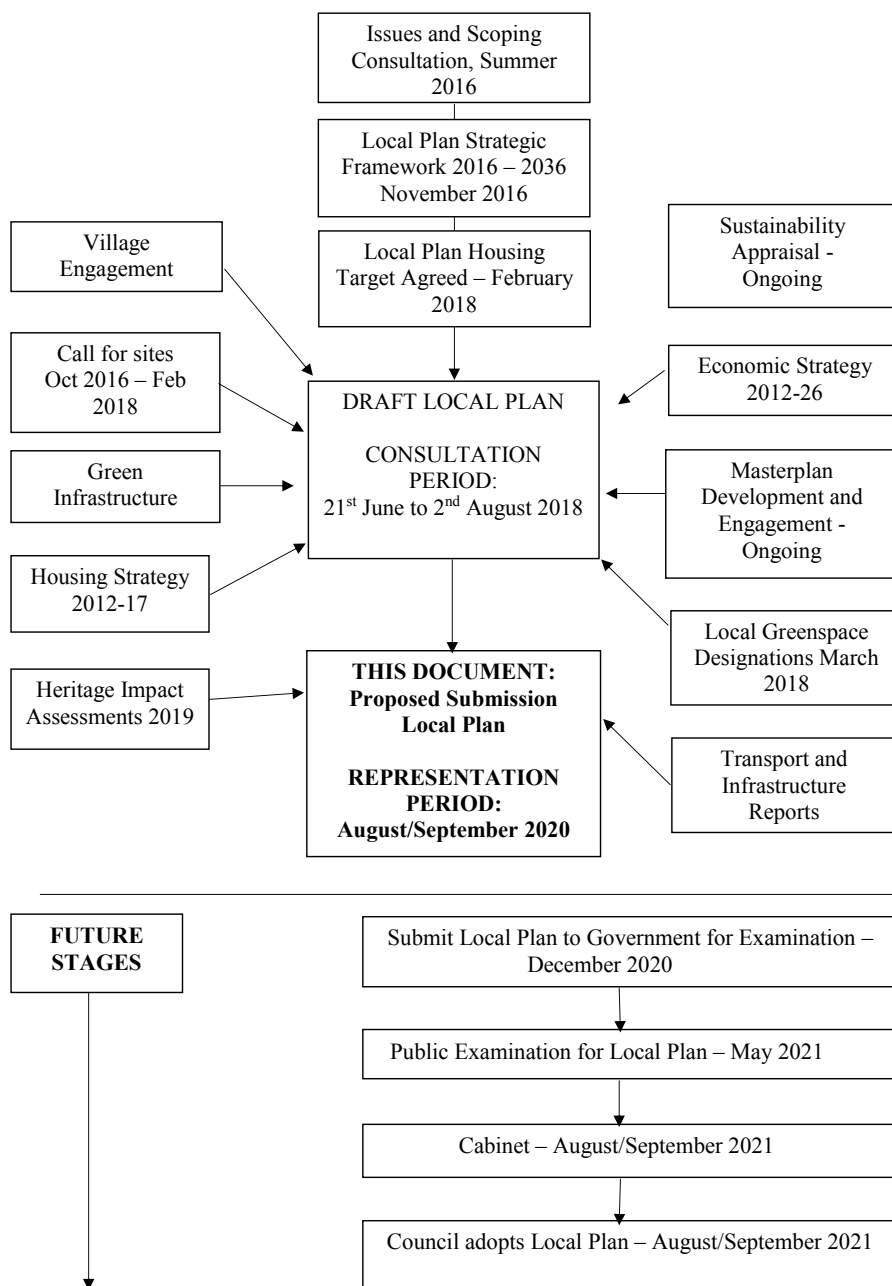 Issues and Scoping
Consultation, Summer
2016
Local Plan Strategic
Framework 2016 – 2036
November 2016
Local Plan Housing
Target Agreed – February
2018
Village
Engagement
Call for sites
Oct 2016 – Feb
2018
Green
Infrastructure
Housing Strategy
2012-17
Heritage Impact
Assessments 2019
DRAFT LOCAL PLAN
CONSULTATION
PERIOD:
21st June to 2nd August 2018
Sustainability
Appraisal -
Ongoing
Economic Strategy
2012-26
Masterplan
Development and
Engagement -
Ongoing
Local Greenspace
Designations March
2018
Transport and
Infrastructure
Reports
THIS DOCUMENT:
Proposed Submission
Local Plan
REPRESENTATION
PERIOD:
August/September 2020
FUTURE
STAGES
Submit Local Plan to Government for Examination –
December 2020
Public Examination for Local Plan – May 2021
Cabinet – August/September 2021
Council adopts Local Plan – August/September 2021